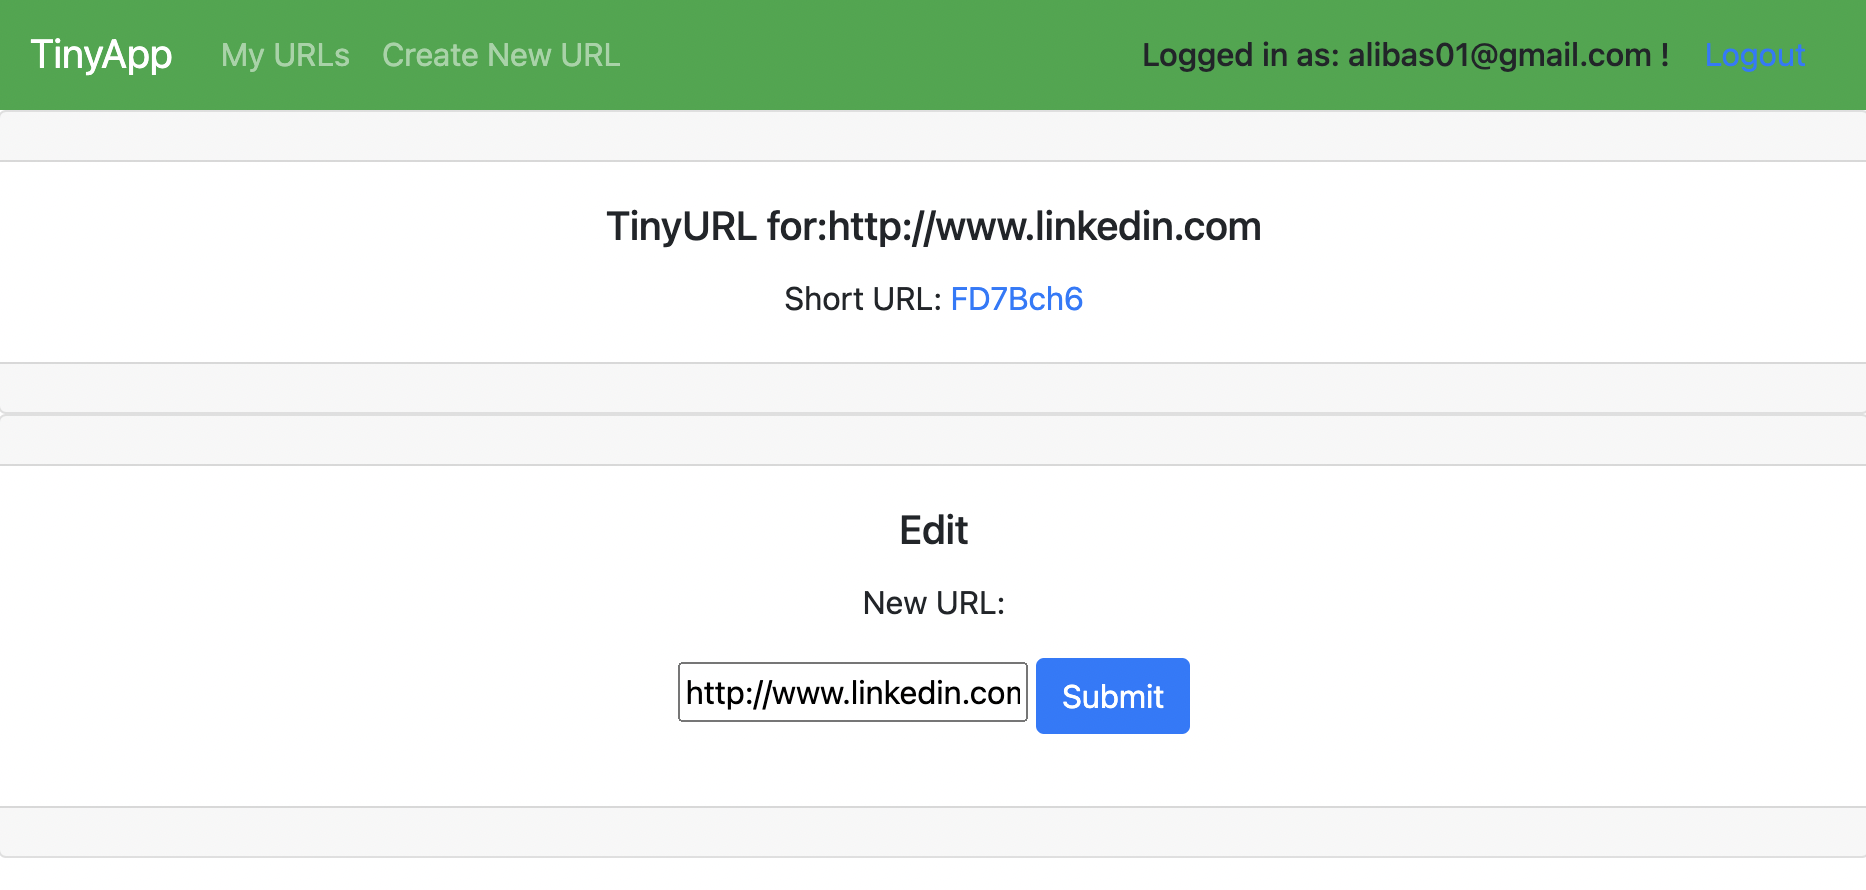 TinyApp My URLs Create New URL Logged in as: alibas01@gmail.com ! Logout
TinyURL for:http://www.linkedin.com
Short URL: FD7Bch6
Edit
New URL:
http://www.linkedin.com Submit